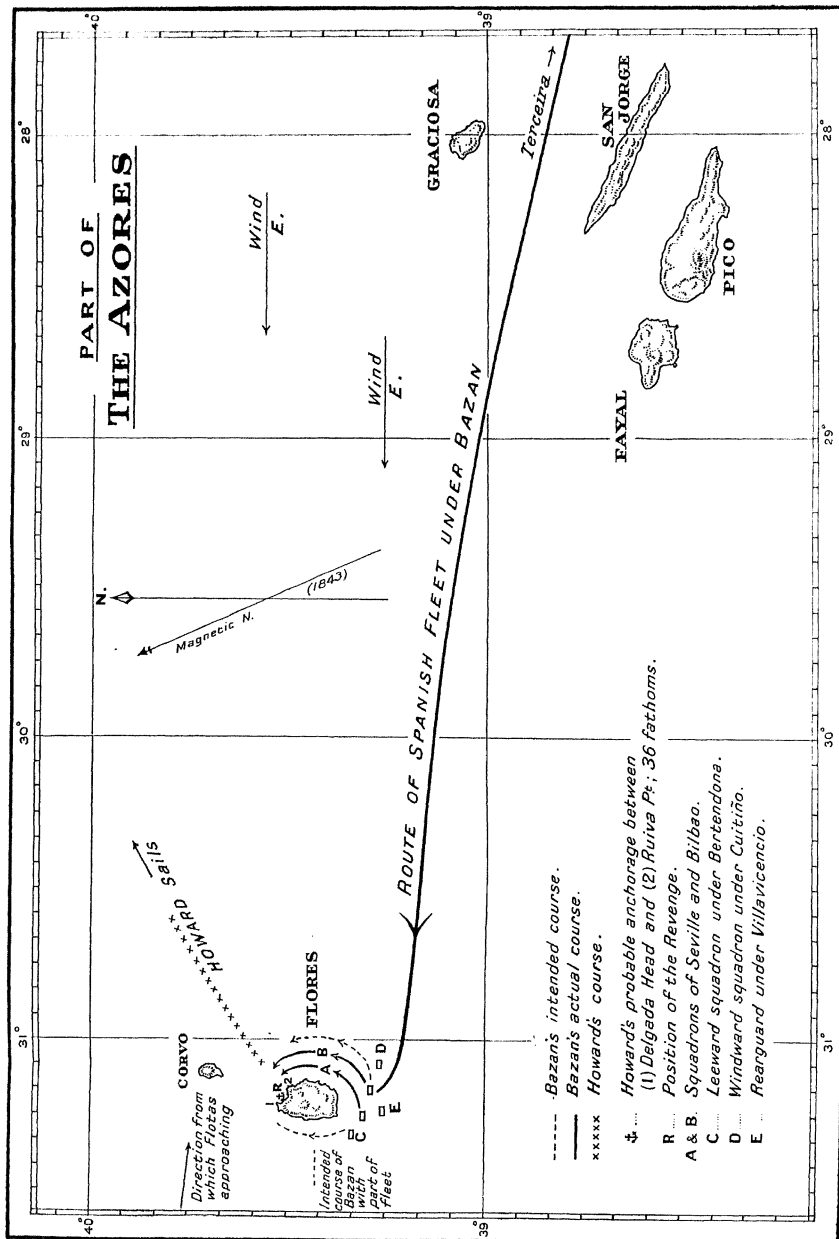 PART OF
THE AZORES
40°
39°
28°
29°
30°
31°
40°
39°
28°
29°
30°
31°
Wind
E.
Wind
E.
N.
Magnetic N.
(1843)
GRACIOSA
Terceira →
SAN
JORGE
PICO
FAYAL
ROUTE OF SPANISH FLEET UNDER BAZAN
HOWARD Sails
CORVO
Direction from
which Flotas
approaching
FLORES
1
R
2
A
B
C
D
E
Intended
course of
Bazan
with
part of
fleet
----- Bazan's intended course.
—— Bazan's actual course.
xxxxx Howard's course.
Howard's probable anchorage between
(1) Delgada Head and (2) Ruiva Pt; 36 fathoms.
R ...... Position of the Revenge.
A & B. Squadrons of Seville and Bilbao.
C ...... Leeward squadron under Bertendona.
D ...... Windward squadron under Cuitiño.
E ...... Rearguard under Villavicencio.